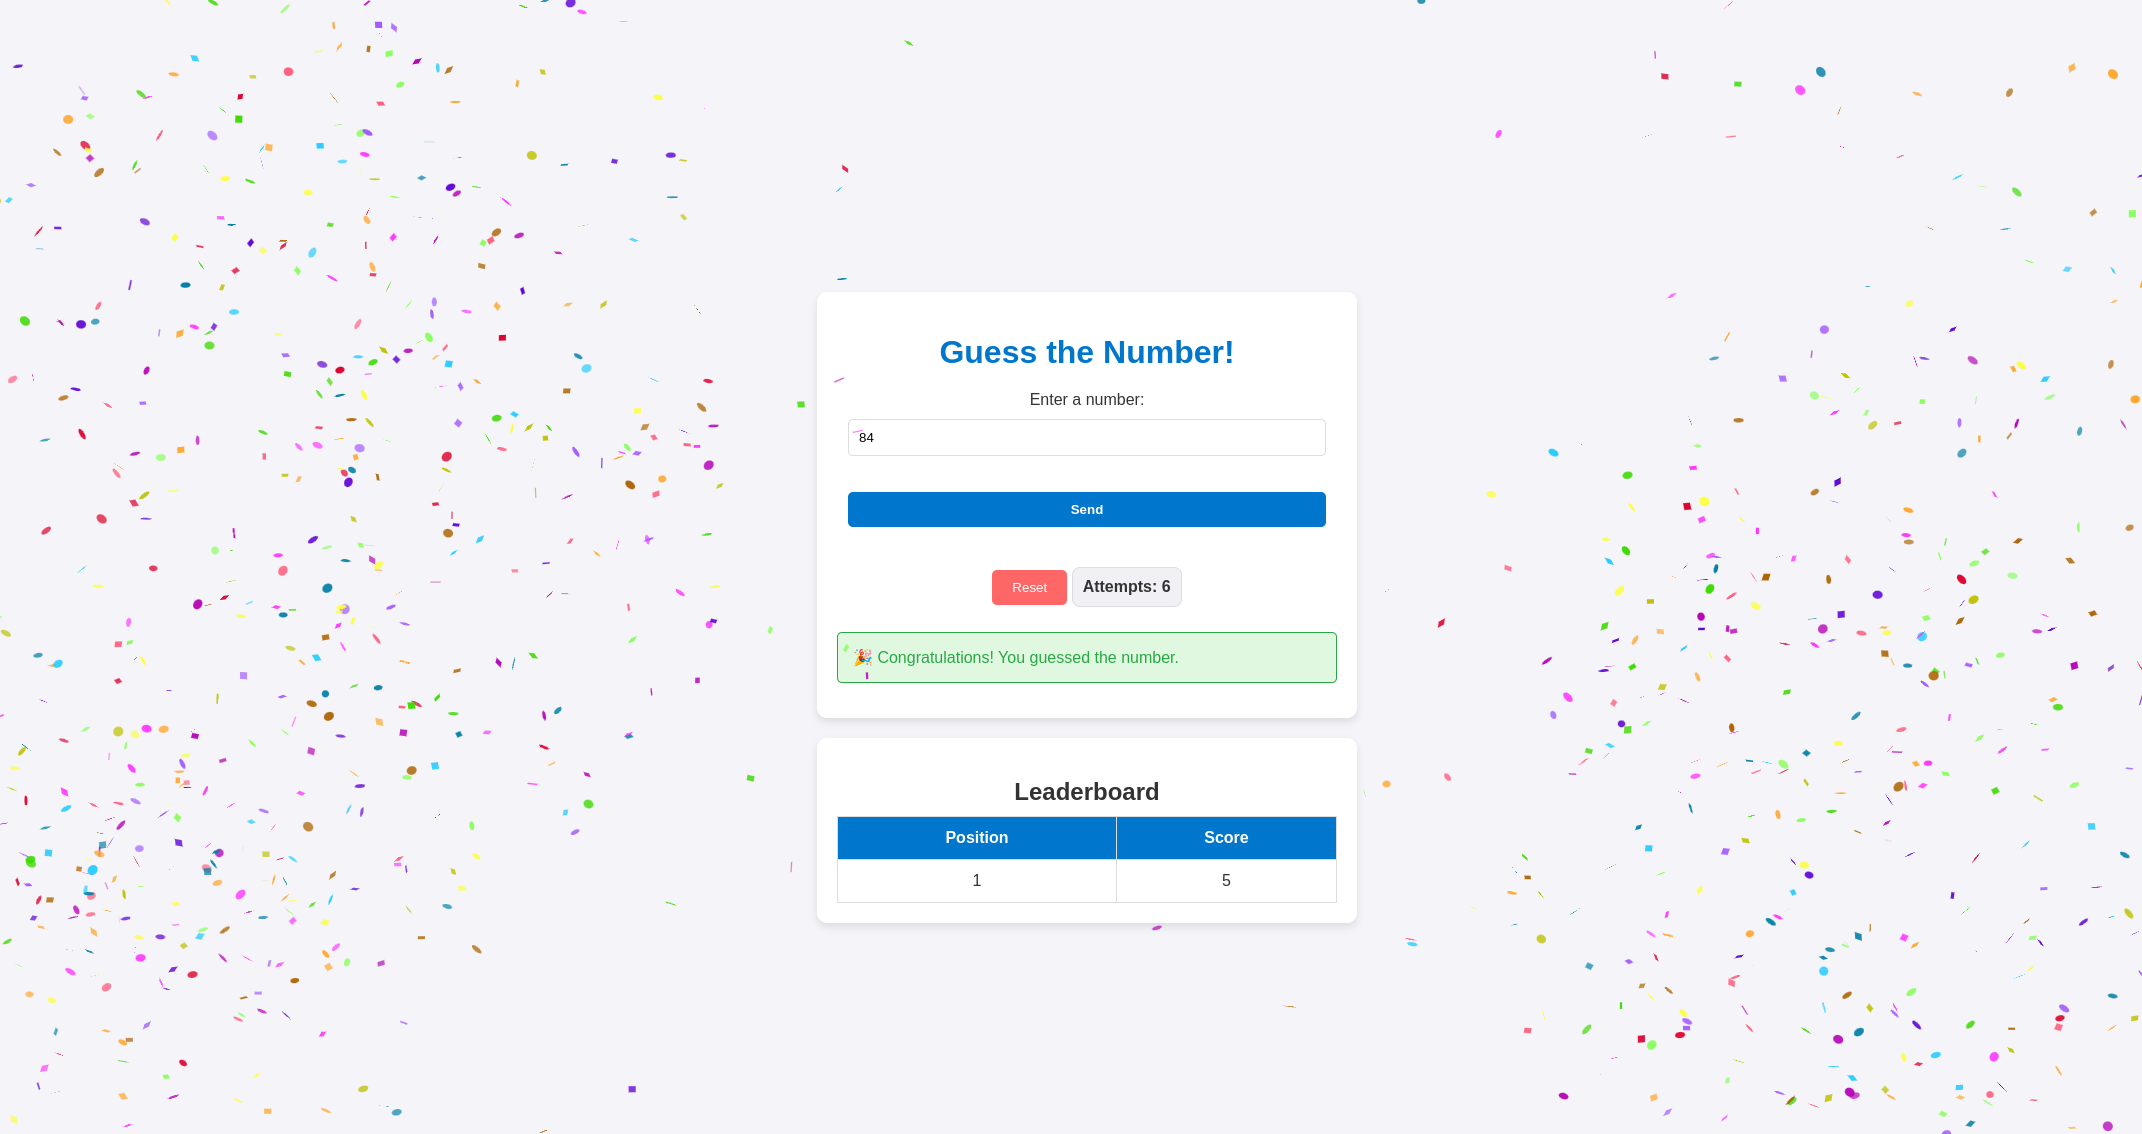 Guess the Number!
Enter a number:
84
Send
Reset
Attempts: 6
🎉 Congratulations! You guessed the number.
Leaderboard
Position Score
1 5